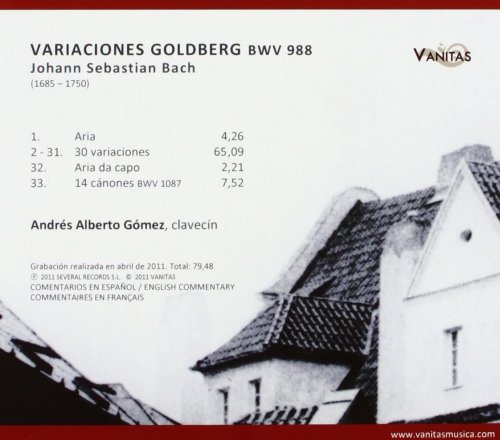 VARIACIONES GOLDBERG BWV 988
Johann Sebastian Bach
(1685 – 1750)
VANITAS
1. Aria 4,26
2 - 31. 30 variaciones 65,09
32. Aria da capo 2,21
33. 14 cánones BWV 1087 7,52
Andrés Alberto Gómez, clavecín
Grabación realizada en abril de 2011. Total: 79,48
℗ 2011 SEVERAL RECORDS S.L. © 2011 VANITAS
COMENTARIOS EN ESPAÑOL / ENGLISH COMMENTARY
COMMENTAIRES EN FRANÇAIS
www.vanitasmusica.com